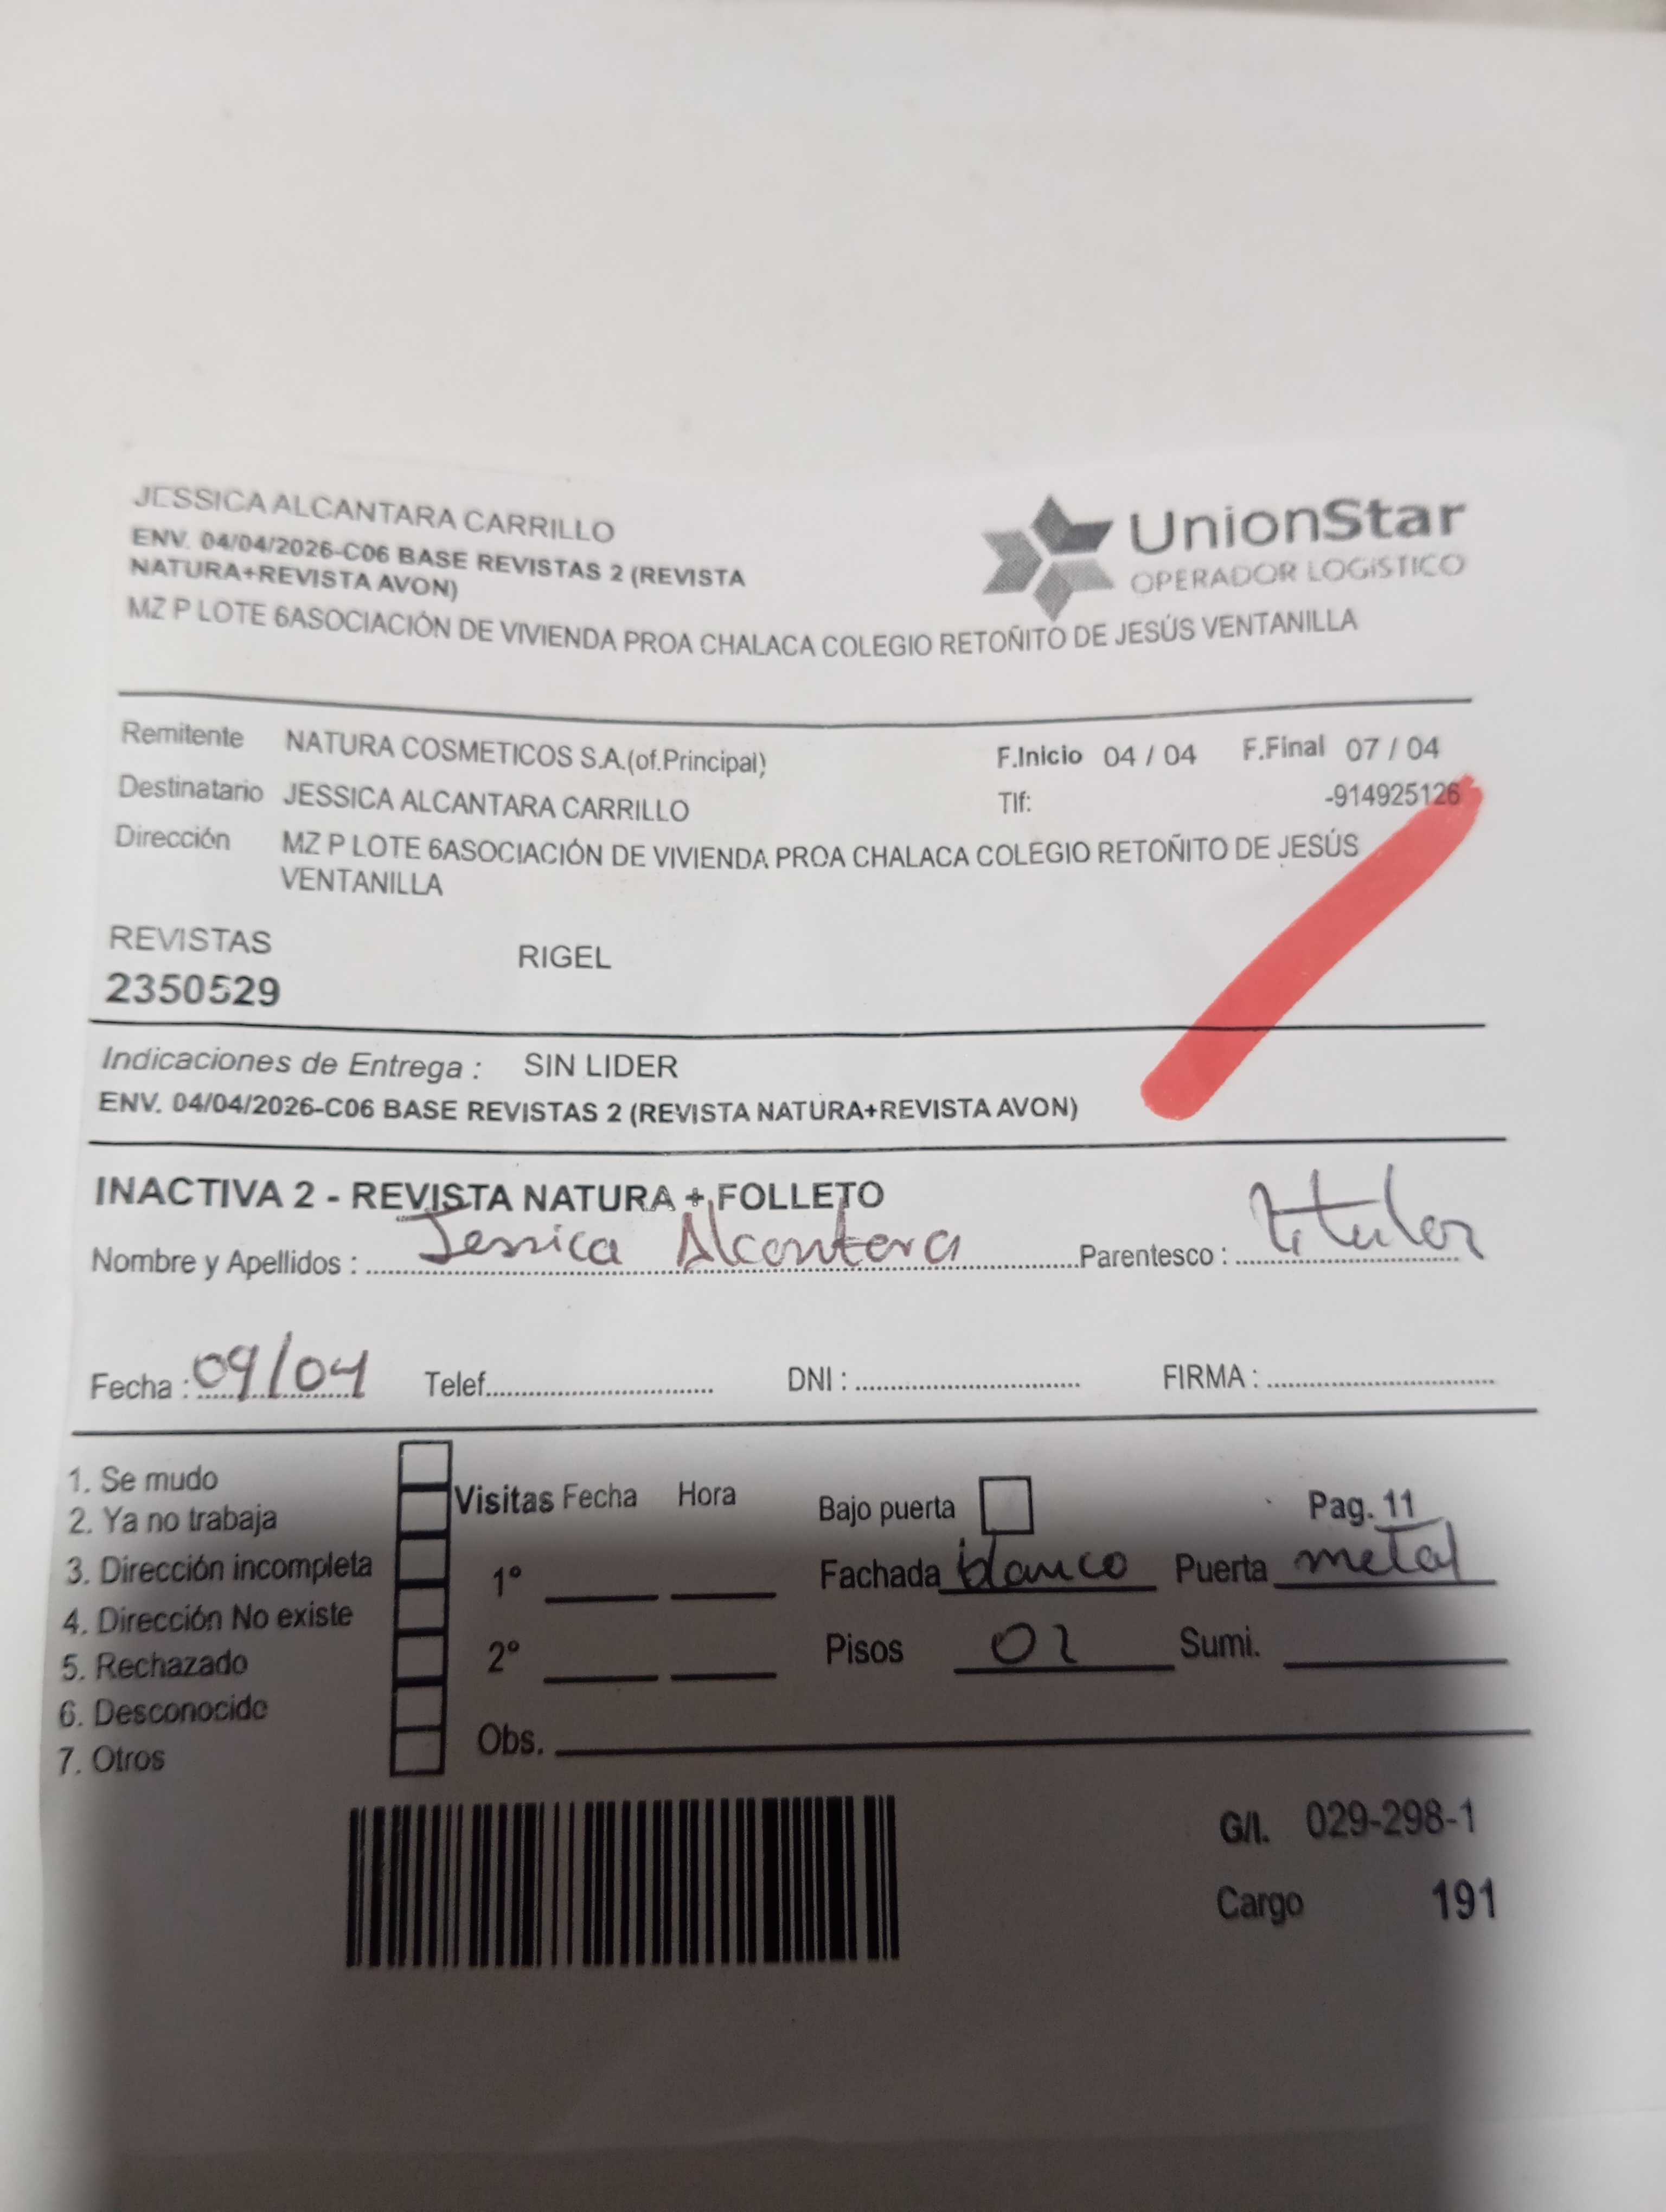 JESSICA ALCANTARA CARRILLO
UnionStar
OPERADOR LOGÍSTICO
ENV. 04/04/2026-C06 BASE REVISTAS 2 (REVISTA
NATURA+REVISTA AVON)
MZ P LOTE 6ASOCIACIÓN DE VIVIENDA PROA CHALACA COLEGIO RETOÑITO DE JESÚS VENTANILLA
Remitente NATURA COSMETICOS S.A.(of.Principal) F.Inicio 04 / 04 F.Final 07 / 04
Destinatario JESSICA ALCANTARA CARRILLO Tlf: -914925126
Dirección MZ P LOTE 6ASOCIACIÓN DE VIVIENDA PROA CHALACA COLEGIO RETOÑITO DE JESÚS
VENTANILLA
REVISTAS RIGEL
2350529
Indicaciones de Entrega : SIN LIDER
ENV. 04/04/2026-C06 BASE REVISTAS 2 (REVISTA NATURA+REVISTA AVON)
INACTIVA 2 - REVISTA NATURA + FOLLETO
Nombre y Apellidos : Jessica Alcantara Parentesco : titular
Fecha : 09/04 Telef. DNI : FIRMA :
1. Se mudo
2. Ya no trabaja
3. Dirección incompleta
4. Dirección No existe
5. Rechazado
6. Desconocido
7. Otros
Visitas Fecha Hora
1°
2°
Obs.
Bajo puerta Pag. 11
Fachada blanco Puerta metal
Pisos 02 Sumi.
G/I. 029-298-1
Cargo 191